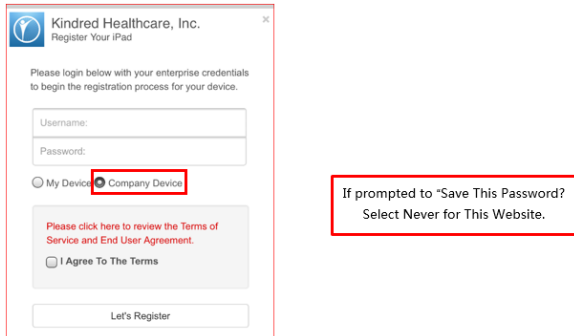 Kindred Healthcare, Inc.
Register Your iPad
Please login below with your enterprise credentials
to begin the registration process for your device.
Username:
Password:
My Device Company Device
Please click here to review the Terms of
Service and End User Agreement.
I Agree To The Terms
Let's Register
If prompted to “Save This Password?
Select Never for This Website.